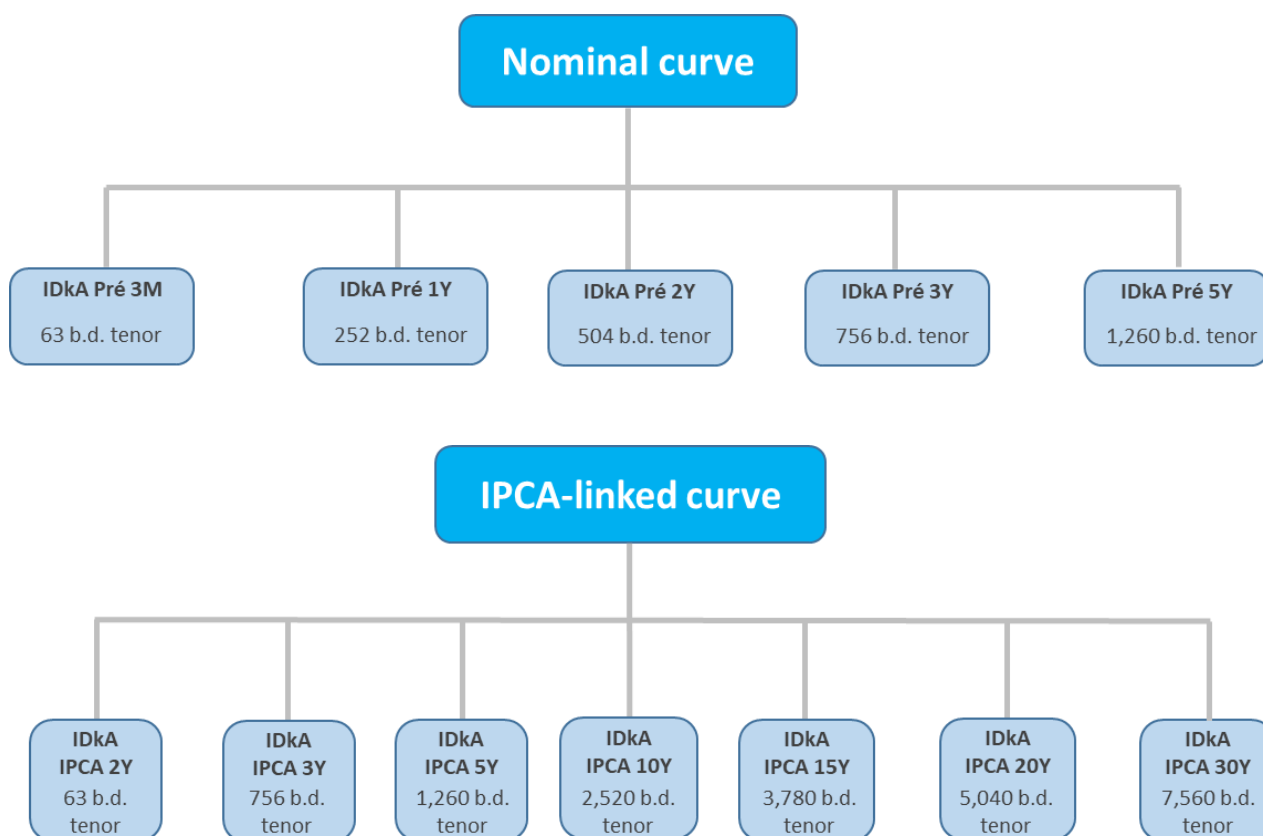 Nominal curve
IDkA Pré 3M
63 b.d. tenor
IDkA Pré 1Y
252 b.d. tenor
IDkA Pré 2Y
504 b.d. tenor
IDkA Pré 3Y
756 b.d. tenor
IDkA Pré 5Y
1,260 b.d. tenor
IPCA-linked curve
IDkA
IPCA 2Y
63 b.d.
tenor
IDkA
IPCA 3Y
756 b.d.
tenor
IDkA
IPCA 5Y
1,260 b.d.
tenor
IDkA
IPCA 10Y
2,520 b.d.
tenor
IDkA
IPCA 15Y
3,780 b.d.
tenor
IDkA
IPCA 20Y
5,040 b.d.
tenor
IDkA
IPCA 30Y
7,560 b.d.
tenor